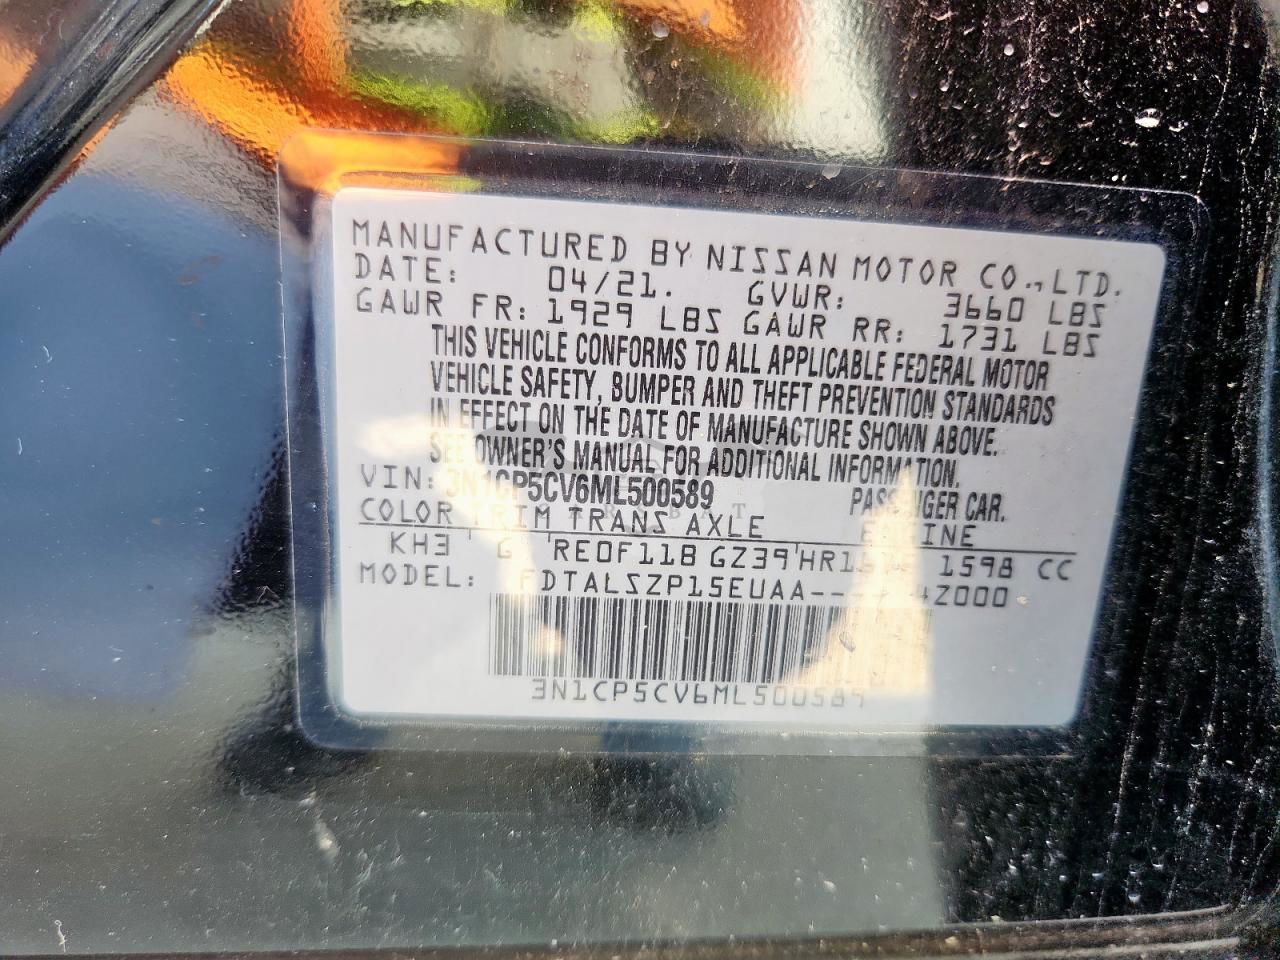 MANUFACTURED BY NISSAN MOTOR CO.,LTD.
DATE: 04/21. GVWR: 3660 LBS
GAWR FR: 1929 LBS GAWR RR: 1731 LBS
THIS VEHICLE CONFORMS TO ALL APPLICABLE FEDERAL MOTOR
VEHICLE SAFETY, BUMPER AND THEFT PREVENTION STANDARDS
IN EFFECT ON THE DATE OF MANUFACTURE SHOWN ABOVE.
SEE OWNER'S MANUAL FOR ADDITIONAL INFORMATION.
VIN: 3N1CP5CV6ML500589 PASSENGER CAR.
COLOR TRIM TRANS AXLE ENGINE
KH3 G RE0F11B GZ39 1598 CC
MODEL:
3N1CP5CV6ML500589